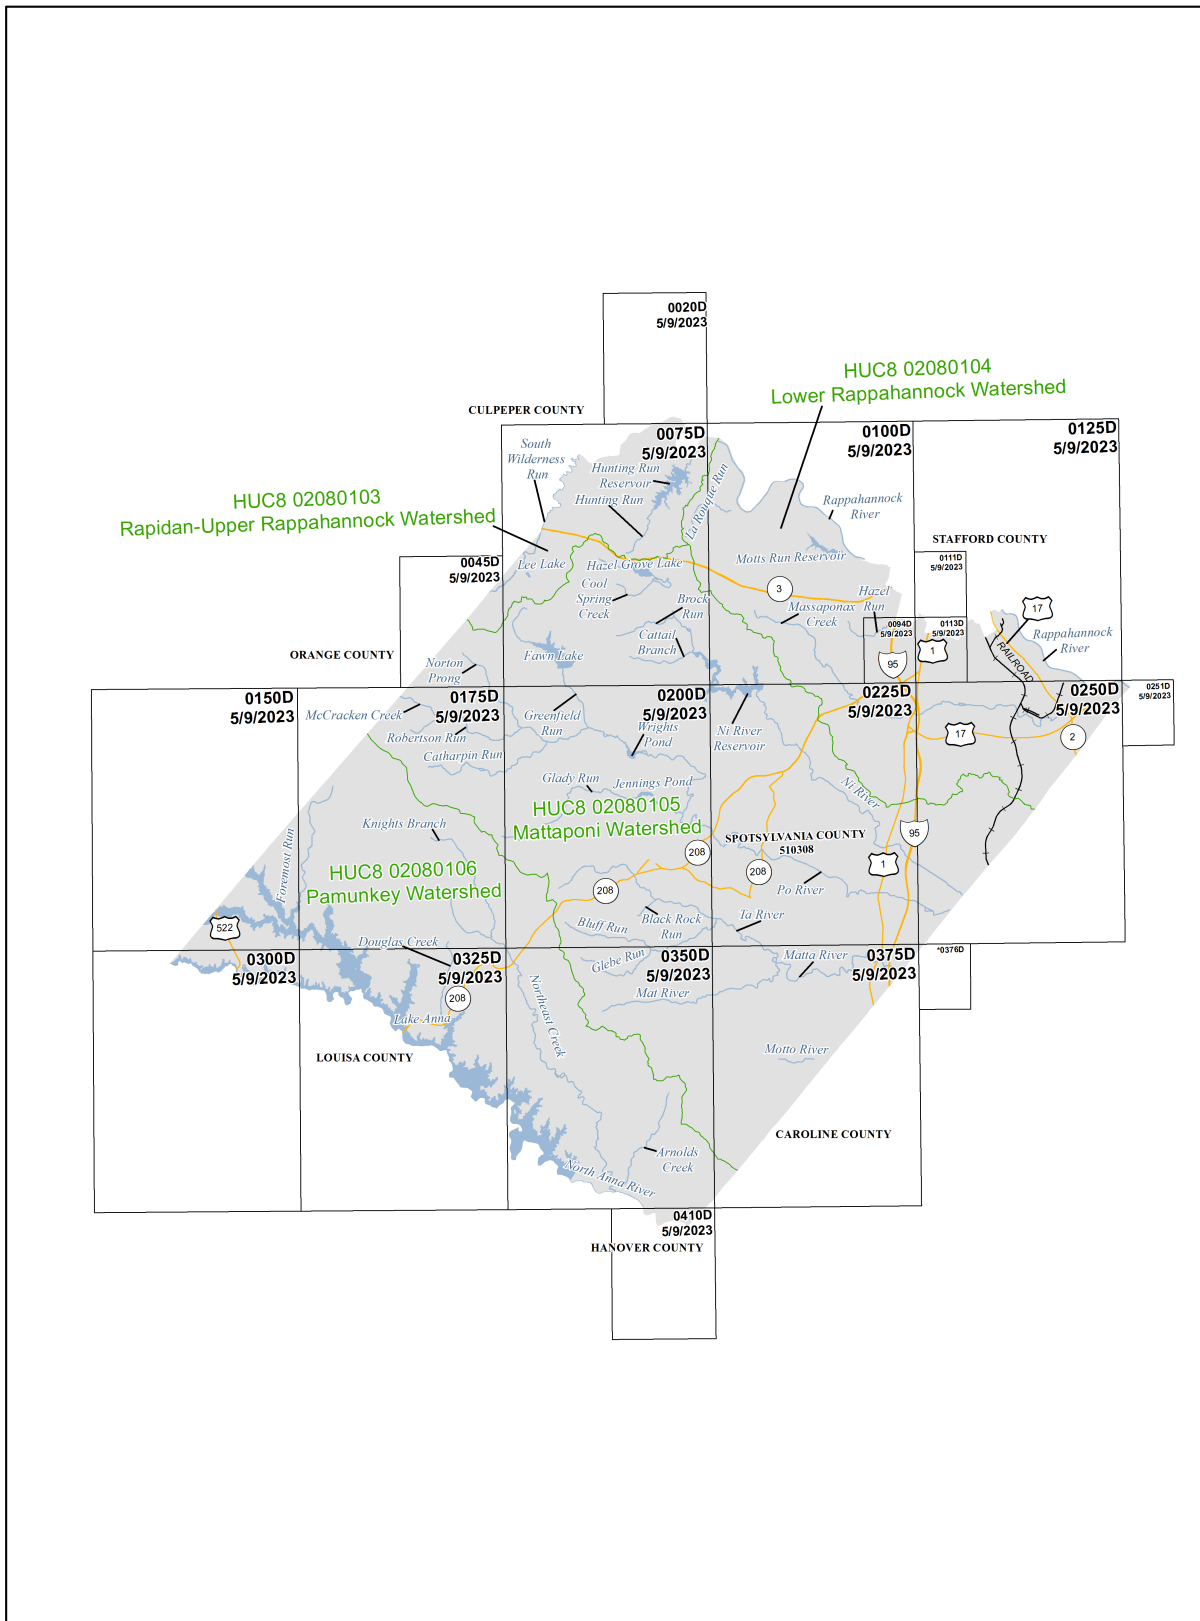 0020D
5/9/2023
HUC8 02080104
Lower Rappahannock Watershed
CULPEPER COUNTY
0075D
5/9/2023
0100D
5/9/2023
0125D
5/9/2023
South
Wilderness
Run
Hunting Run
Reservoir
Hunting Run
La Rouque Run
Rappahannock
River
HUC8 02080103
Rapidan-Upper Rappahannock Watershed
STAFFORD COUNTY
0045D
5/9/2023
Lee Lake
Hazel Grove Lake
Motts Run Reservoir
0111D
5/9/2023
Cool
Spring
Creek
Brock
Run
3
Massaponax
Creek
Hazel
Run
17
Cattail
Branch
0094D
5/9/2023
0113D
5/9/2023
Rappahannock
River
ORANGE COUNTY
Norton
Prong
Fawn Lake
95
1
RAILROAD
0150D
5/9/2023
0175D
5/9/2023
0200D
5/9/2023
0225D
5/9/2023
0250D
5/9/2023
0251D
5/9/2023
McCracken Creek
Robertson Run
Catharpin Run
Greenfield
Run
Wrights
Pond
Ni River
Reservoir
17
2
Glady Run
Jennings Pond
Ni River
HUC8 02080105
Mattaponi Watershed
Knights Branch
SPOTSYLVANIA COUNTY
510308
95
208
1
Foremost Run
HUC8 02080106
Pamunkey Watershed
208
208
Po River
522
Bluff Run
Black Rock
Run
Ta River
Douglas Creek
0300D
5/9/2023
0325D
5/9/2023
Glebe Run
0350D
5/9/2023
Matta River
0375D
5/9/2023
*0376D
208
Mat River
Lake Anna
Northeast Creek
LOUISA COUNTY
Motto River
CAROLINE COUNTY
Arnolds
Creek
North Anna River
0410D
5/9/2023
HANOVER COUNTY